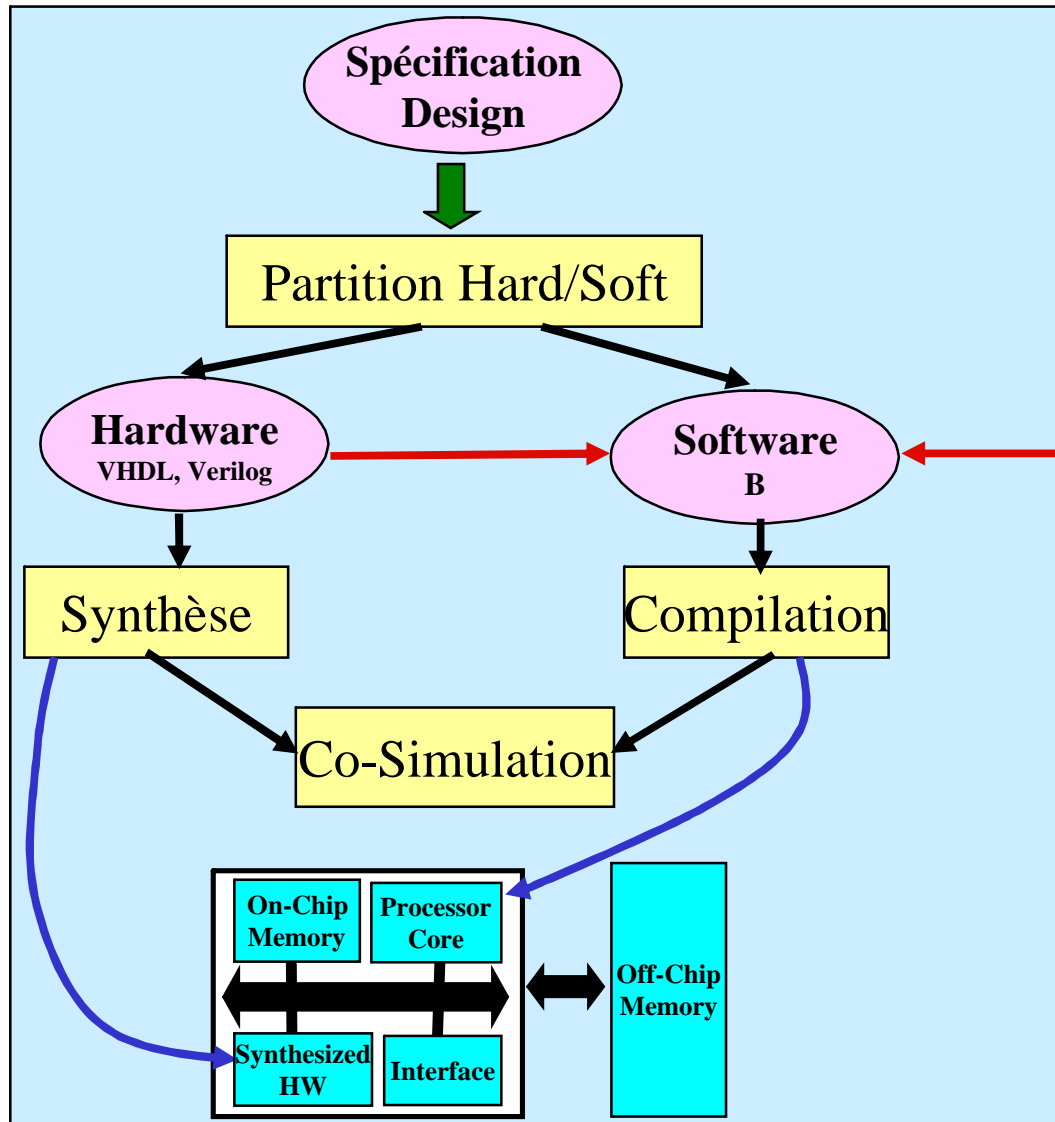 Spécification
Design
Partition Hard/Soft
Hardware
VHDL, Verilog
Software
B
Synthèse
Compilation
Co-Simulation
On-Chip
Memory
Processor
Core
Synthesized
HW
Interface
Off-Chip
Memory